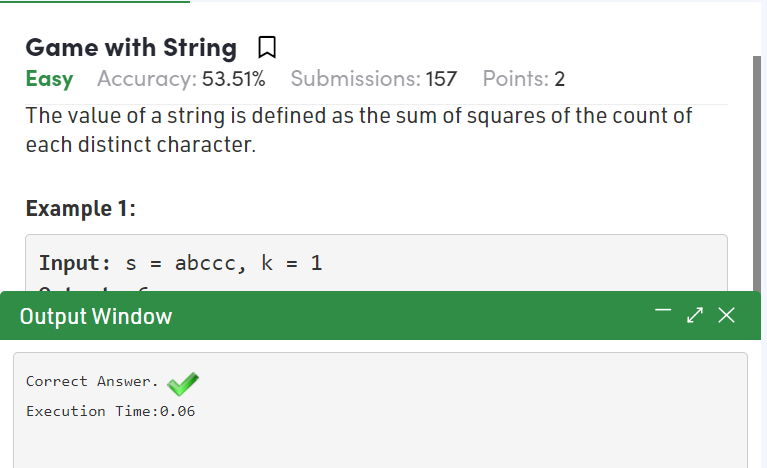 Game with String
Easy Accuracy: 53.51% Submissions: 157 Points: 2
The value of a string is defined as the sum of squares of the count of
each distinct character.
Example 1:
Input: s = abccc, k = 1
Output Window
Correct Answer.
Execution Time:0.06